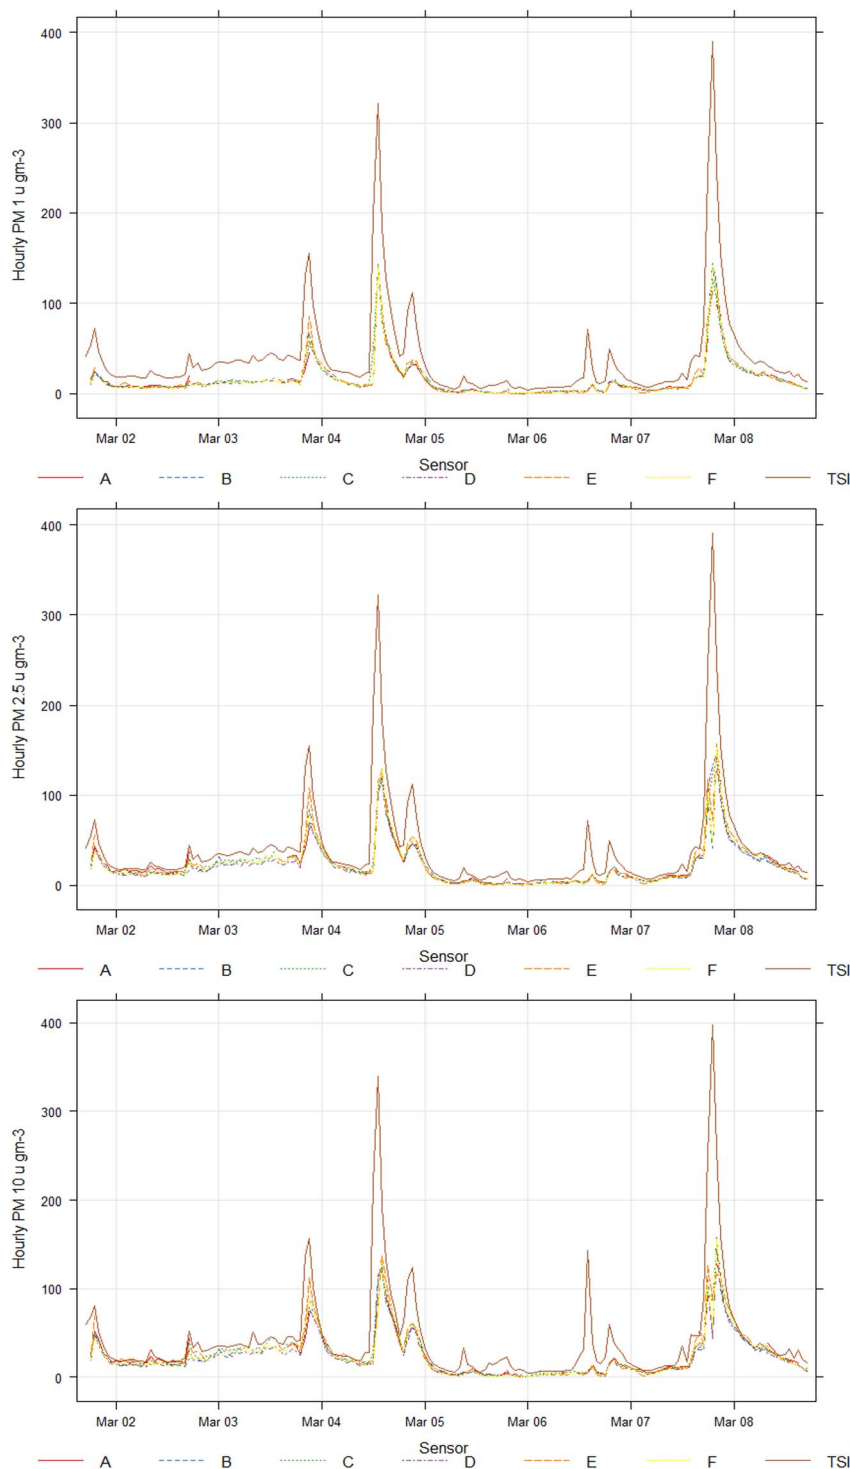 400
300
200
100
0
Hourly PM 1 u gm-3
Mar 02 Mar 03 Mar 04 Mar 05 Mar 06 Mar 07 Mar 08
Sensor
A B C D E F TSI
400
300
200
100
0
Hourly PM 2.5 u gm-3
Mar 02 Mar 03 Mar 04 Mar 05 Mar 06 Mar 07 Mar 08
Sensor
A B C D E F TSI
400
300
200
100
0
Hourly PM 10 u gm-3
Mar 02 Mar 03 Mar 04 Mar 05 Mar 06 Mar 07 Mar 08
Sensor
A B C D E F TSI